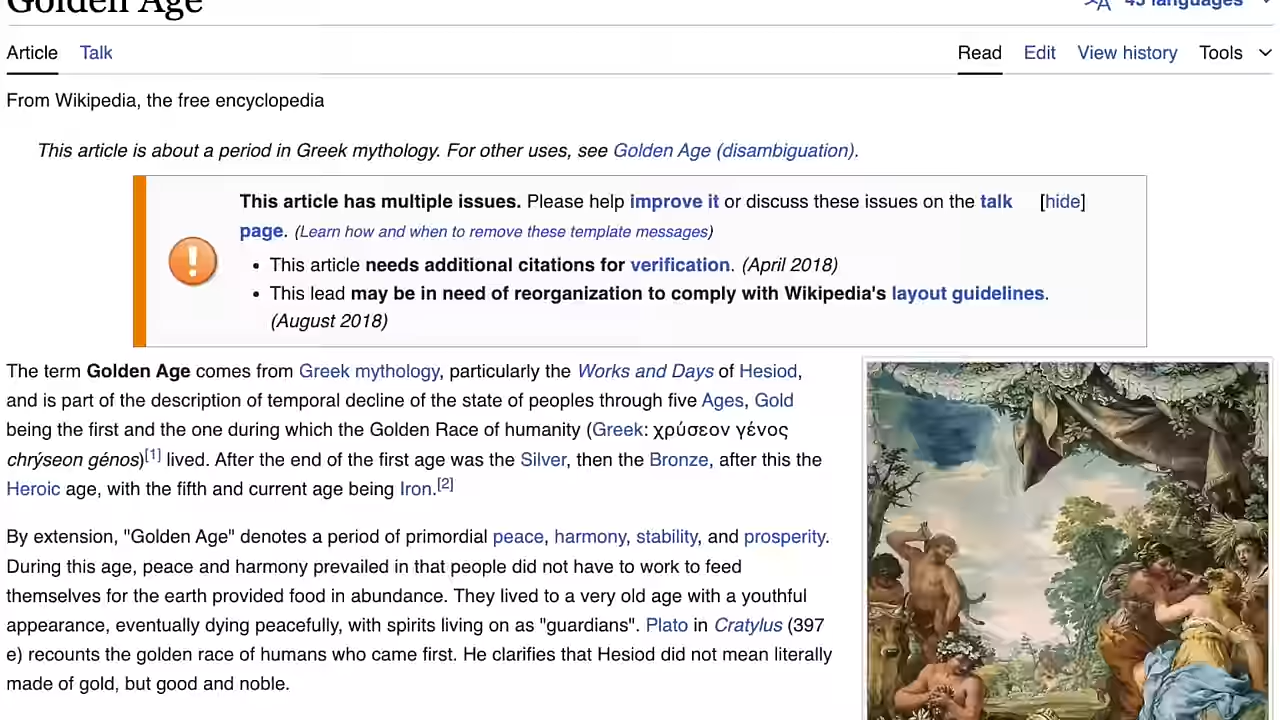 Golden Age
45 languages
Article Talk Read Edit View history Tools
From Wikipedia, the free encyclopedia
This article is about a period in Greek mythology. For other uses, see Golden Age (disambiguation).
This article has multiple issues. Please help improve it or discuss these issues on the talk [hide]
page. (Learn how and when to remove these template messages)
• This article needs additional citations for verification. (April 2018)
• This lead may be in need of reorganization to comply with Wikipedia's layout guidelines.
(August 2018)
The term Golden Age comes from Greek mythology, particularly the Works and Days of Hesiod,
and is part of the description of temporal decline of the state of peoples through five Ages, Gold
being the first and the one during which the Golden Race of humanity (Greek: χρύσεον γένος
chrýseon génos)[1] lived. After the end of the first age was the Silver, then the Bronze, after this the
Heroic age, with the fifth and current age being Iron.[2]
By extension, "Golden Age" denotes a period of primordial peace, harmony, stability, and prosperity.
During this age, peace and harmony prevailed in that people did not have to work to feed
themselves for the earth provided food in abundance. They lived to a very old age with a youthful
appearance, eventually dying peacefully, with spirits living on as "guardians". Plato in Cratylus (397
e) recounts the golden race of humans who came first. He clarifies that Hesiod did not mean literally
made of gold, but good and noble.